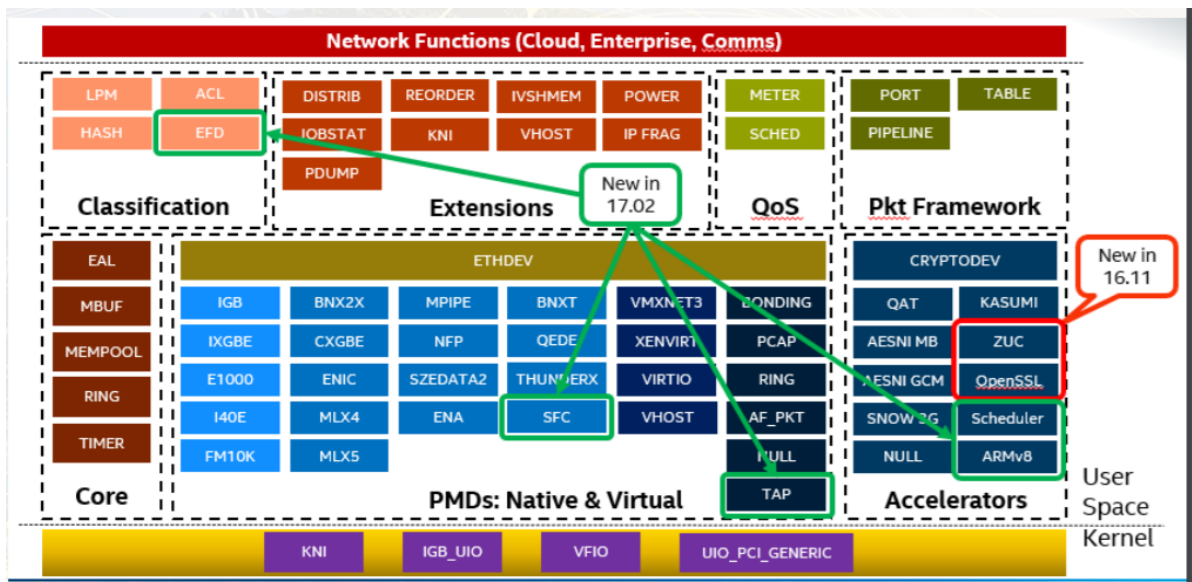 Network Functions (Cloud, Enterprise, Comms)
LPM ACL DISTRIB REORDER IVSHMEM POWER METER PORT TABLE
HASH EFD JOBSTAT KNI VHOST IP FRAG SCHED PIPELINE
PDUMP
New in
17.02
Classification Extensions QoS Pkt Framework
EAL ETHDEV CRYPTODEV
New in
16.11
MBUF IGB BNX2X MPIPE BNXT VMXNET3 BONDING QAT KASUMI
MEMPOOL IXGBE CXGBE NFP QEDE XENVIRT PCAP AESNI MB ZUC
RING E1000 ENIC SZEDATA2 THUNDERX VIRTIO RING AESNI GCM OpenSSL
TIMER I40E MLX4 ENA SFC VHOST AF_PKT SNOW 3G Scheduler
FM10K MLX5 NULL NULL ARMv8
TAP
Core PMDs: Native & Virtual Accelerators
User
Space
Kernel
KNI IGB_UIO VFIO UIO_PCI_GENERIC